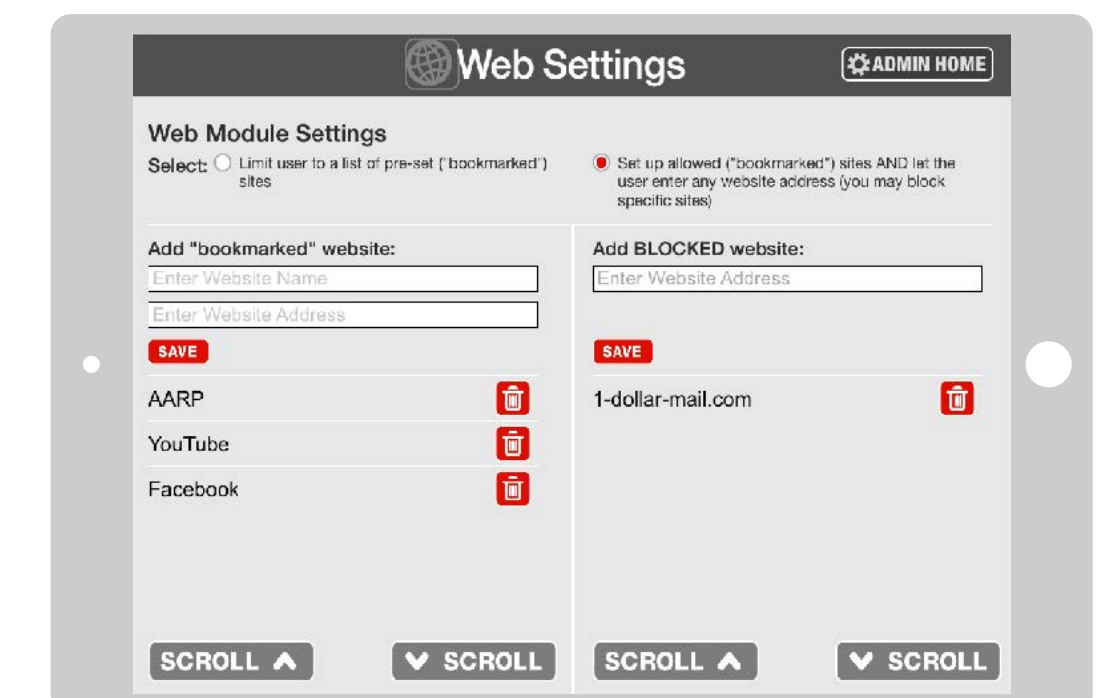 Web Settings
ADMIN HOME
Web Module Settings
Select: Limit user to a list of pre-set ("bookmarked")
sites
Set up allowed ("bookmarked") sites AND let the
user enter any website address (you may block
specific sites)
Add "bookmarked" website:
Enter Website Name
Enter Website Address
SAVE
AARP
YouTube
Facebook
SCROLL
SCROLL
Add BLOCKED website:
Enter Website Address
SAVE
1-dollar-mail.com
SCROLL
SCROLL